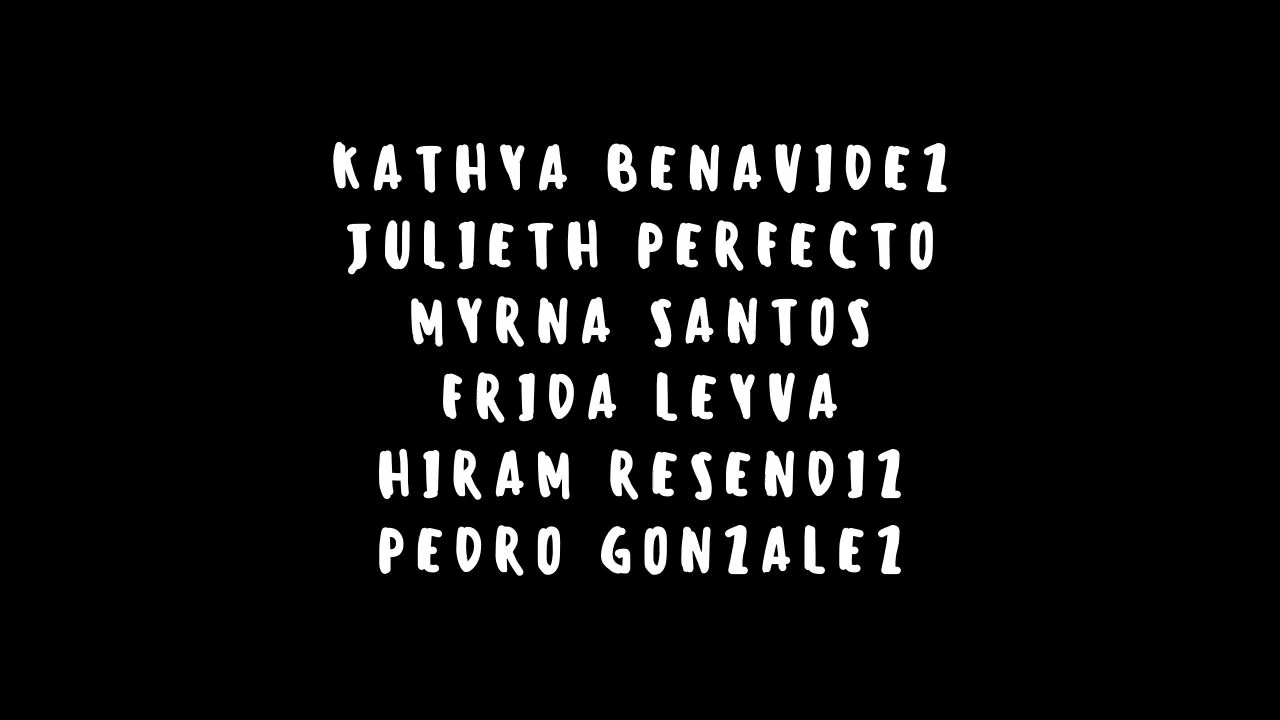 KATHYA BENAVIDEZ
JULIETH PERFECTO
MYRNA SANTOS
FRIDA LEYVA
HIRAM RESENDIZ
PEDRO GONZALEZ